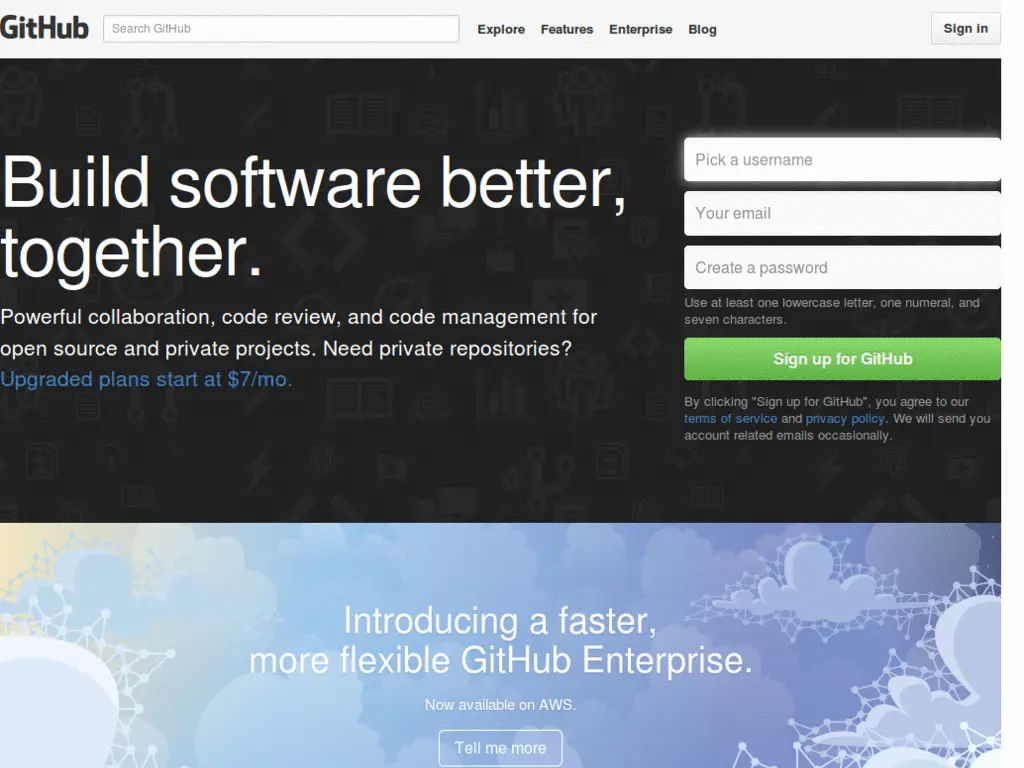 GitHub
Search GitHub
Explore
Features
Enterprise
Blog
Sign in
Build software better,
together.
Powerful collaboration, code review, and code management for
open source and private projects. Need private repositories?
Upgraded plans start at $7/mo.
Pick a username
Your email
Create a password
Use at least one lowercase letter, one numeral, and
seven characters.
Sign up for GitHub
By clicking "Sign up for GitHub", you agree to our
terms of service and privacy policy. We will send you
account related emails occasionally.
Introducing a faster,
more flexible GitHub Enterprise.
Now available on AWS.
Tell me more